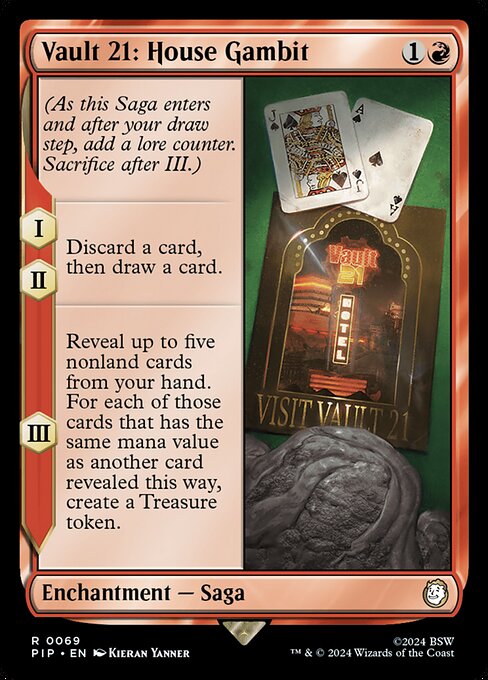 Vault 21: House Gambit 1
(As this Saga enters
and after your draw
step, add a lore counter.
Sacrifice after III.)
I
II
Discard a card,
then draw a card.
III
Reveal up to five
nonland cards
from your hand.
For each of those
cards that has the
same mana value
as another card
revealed this way,
create a Treasure
token.
J
J
A
A
Vault
21
HOTEL
VISIT VAULT 21
Enchantment — Saga
R 0069
PIP • EN KIERAN YANNER
©2024 BSW
™ & © 2024 Wizards of the Coast